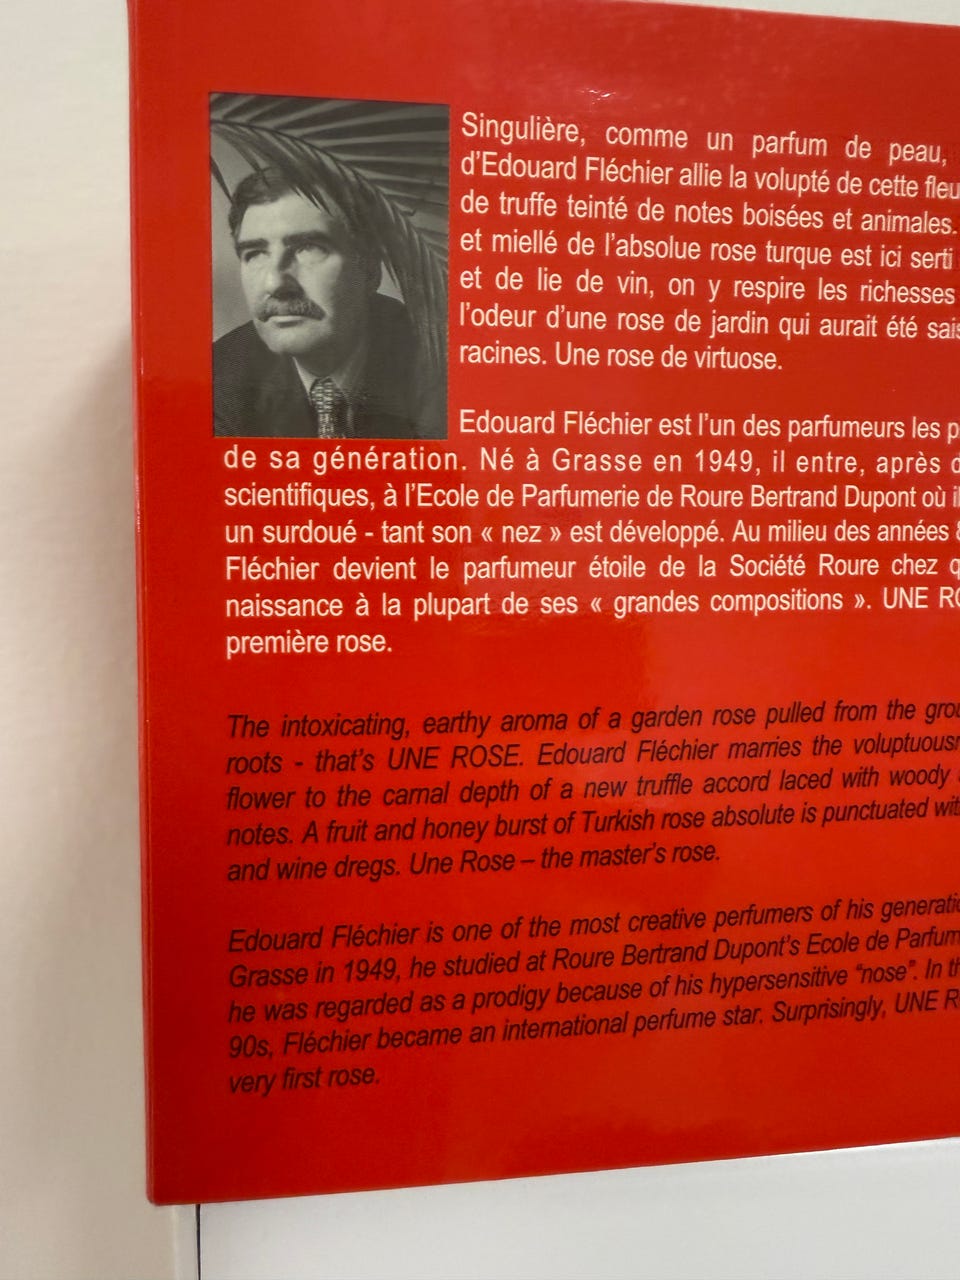 Singulière, comme un parfum de peau,
d'Edouard Fléchier allie la volupté de cette fleu
de truffe teinté de notes boisées et animales.
et miellé de l'absolue rose turque est ici serti
et de lie de vin, on y respire les richesses
l'odeur d'une rose de jardin qui aurait été sais
racines. Une rose de virtuose.
Edouard Fléchier est l'un des parfumeurs les p
de sa génération. Né à Grasse en 1949, il entre, après d
scientifiques, à l'Ecole de Parfumerie de Roure Bertrand Dupont où il
un surdoué - tant son « nez » est développé. Au milieu des années 8
Fléchier devient le parfumeur étoile de la Société Roure chez q
naissance à la plupart de ses « grandes compositions ». UNE RO
première rose.
The intoxicating, earthy aroma of a garden rose pulled from the grou
roots - that's UNE ROSE. Edouard Fléchier marries the voluptuousn
flower to the carnal depth of a new truffle accord laced with woody
notes. A fruit and honey burst of Turkish rose absolute is punctuated wit
and wine dregs. Une Rose – the master's rose.
Edouard Fléchier is one of the most creative perfumers of his generatio
Grasse in 1949, he studied at Roure Bertrand Dupont's Ecole de Parfum
he was regarded as a prodigy because of his hypersensitive "nose". In th
90s, Fléchier became an international perfume star. Surprisingly, UNE R
very first rose.